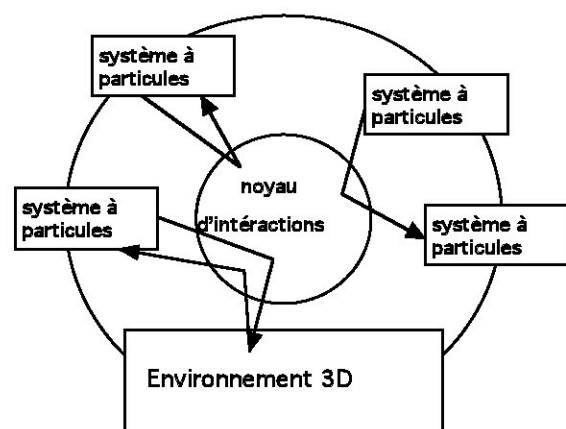 système à
particules
système à
particules
noyau
d'intéractions
système à
particules
système à
particules
Environnement 3D